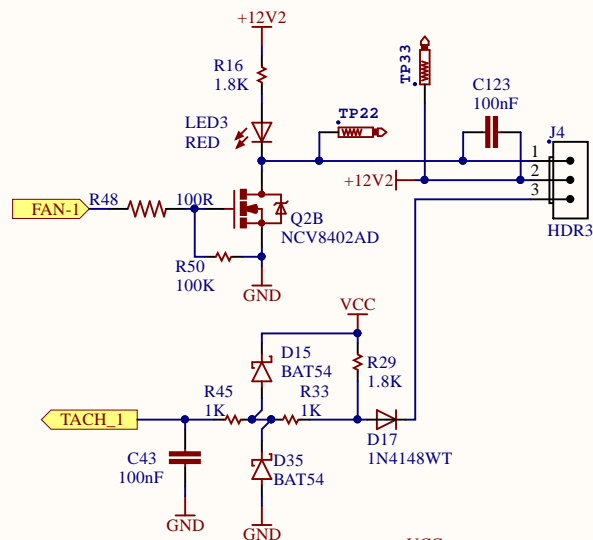 +12V2
R16
1.8K
TP33
C123
100nF
LED3
RED
TP22
J4
1
+12V2
2
3
FAN-1
R48
100R
Q2B
NCV8402AD
HDR3
R50
100K
GND
VCC
D15
BAT54
R29
1.8K
R45
1K
R33
1K
TACH_1
D17
1N4148WT
C43
100nF
D35
BAT54
GND
GND